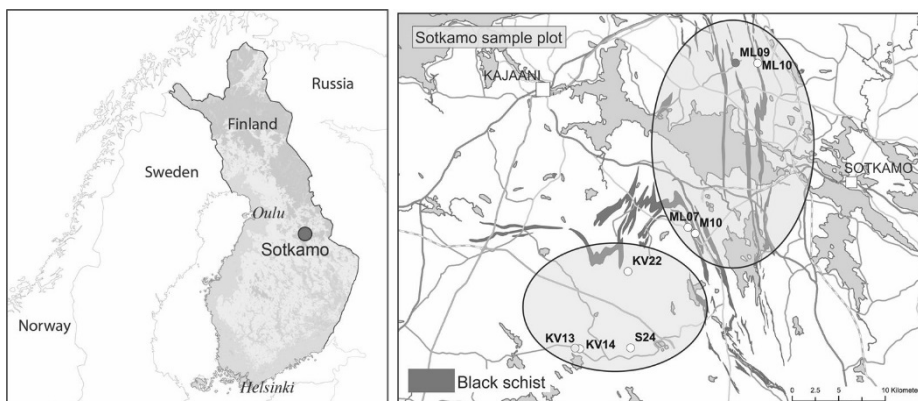 Russia
Finland
Sweden
Oulu
Sotkamo
Norway
Helsinki
Sotkamo sample plot
KAJAANI
ML09
ML10
SOTKAMO
ML07
M10
KV22
KV13
KV14
S24
Black schist
0 2.5 5 10 Kilomete